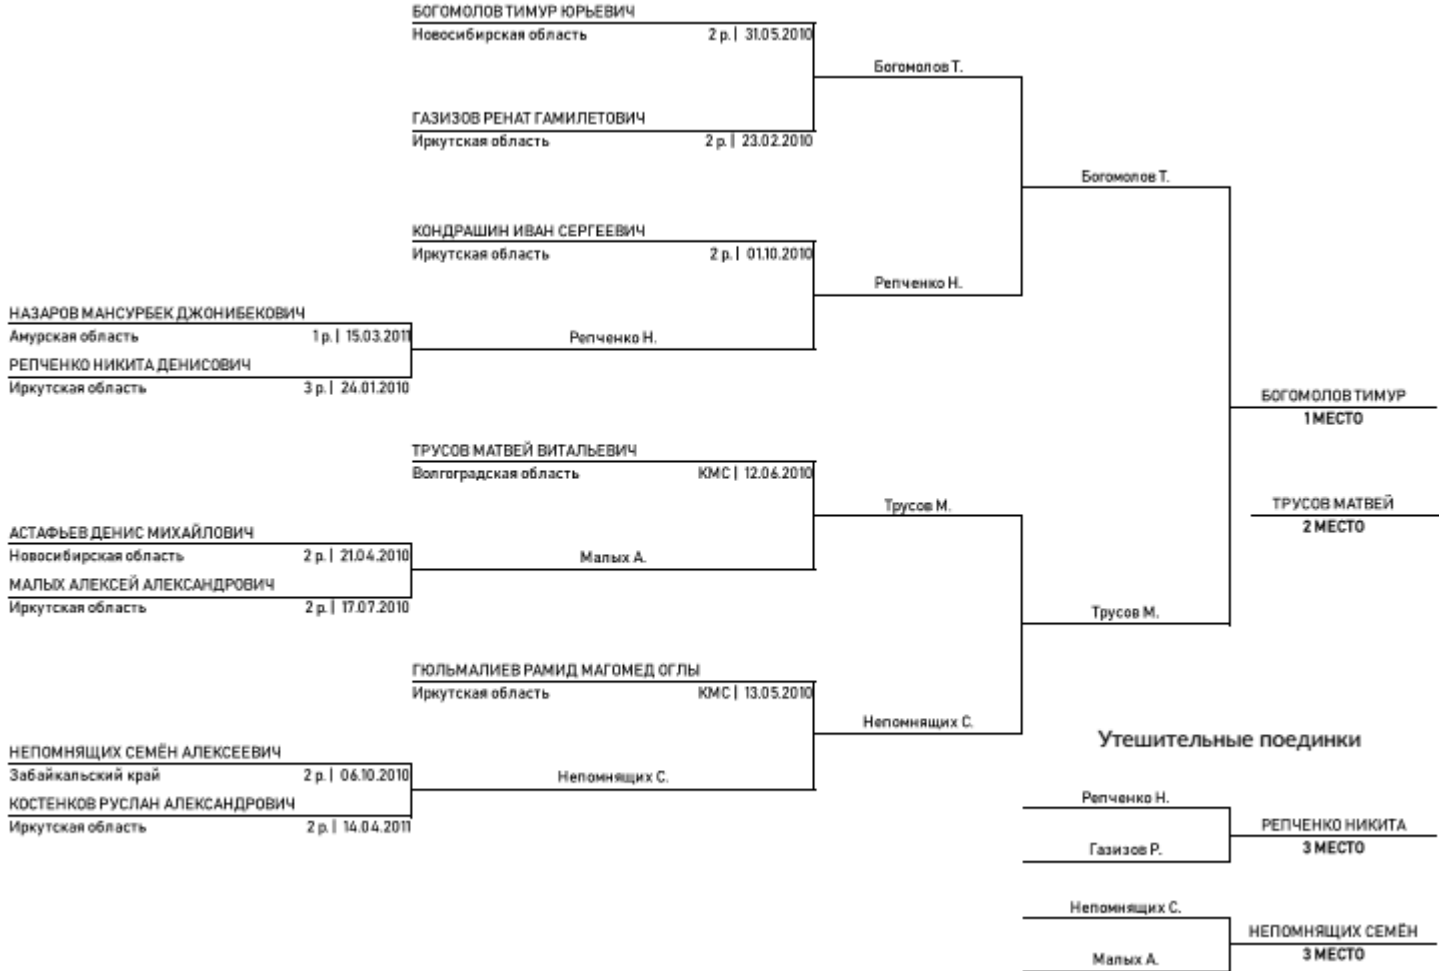 БОГОМОЛОВ ТИМУР ЮРЬЕВИЧ
Новосибирская область 2 р. | 31.05.2010
Богомолов Т.
ГАЗИЗОВ РЕНАТ ГАМИЛЕТОВИЧ
Иркутская область 2 р. | 23.02.2010
Богомолов Т.
КОНДРАШИН ИВАН СЕРГЕЕВИЧ
Иркутская область 2 р. | 01.10.2010
Репченко Н.
НАЗАРОВ МАНСУРБЕК ДЖОНИБЕКОВИЧ
Амурская область 1 р. | 15.03.2011
Репченко Н.
РЕПЧЕНКО НИКИТА ДЕНИСОВИЧ
Иркутская область 3 р. | 24.01.2010
БОГОМОЛОВ ТИМУР
1 МЕСТО
ТРУСОВ МАТВЕЙ ВИТАЛЬЕВИЧ
Волгоградская область КМС | 12.06.2010
Трусов М.
ТРУСОВ МАТВЕЙ
2 МЕСТО
АСТАФЬЕВ ДЕНИС МИХАЙЛОВИЧ
Новосибирская область 2 р. | 21.04.2010
Малых А.
МАЛЫХ АЛЕКСЕЙ АЛЕКСАНДРОВИЧ
Иркутская область 2 р. | 17.07.2010
Трусов М.
ГЮЛЬМАЛИЕВ РАМИД МАГОМЕД ОГЛЫ
Иркутская область КМС | 13.05.2010
Непомнящих С.
Утешительные поединки
НЕПОМНЯЩИХ СЕМЁН АЛЕКСЕЕВИЧ
Забайкальский край 2 р. | 06.10.2010
Непомнящих С.
КОСТЕНКОВ РУСЛАН АЛЕКСАНДРОВИЧ
Иркутская область 2 р. | 14.04.2011
Репченко Н.
РЕПЧЕНКО НИКИТА
3 МЕСТО
Газизов Р.
Непомнящих С.
НЕПОМНЯЩИХ СЕМЁН
3 МЕСТО
Малых А.